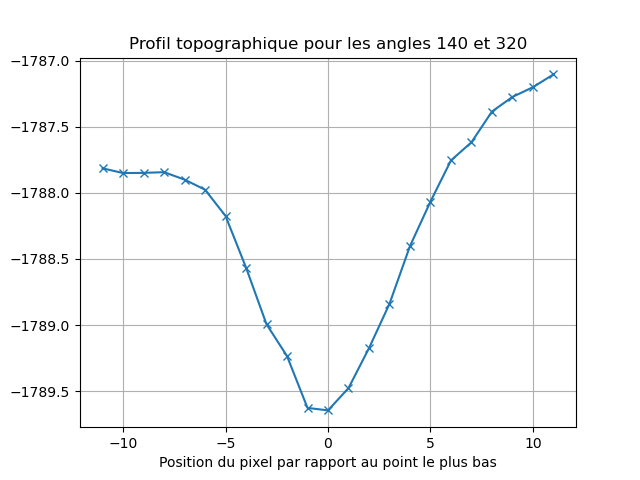 Profil topographique pour les angles 140 et 320
−1787.0
−1787.5
−1788.0
−1788.5
−1789.0
−1789.5
−10 −5 0 5 10
Position du pixel par rapport au point le plus bas